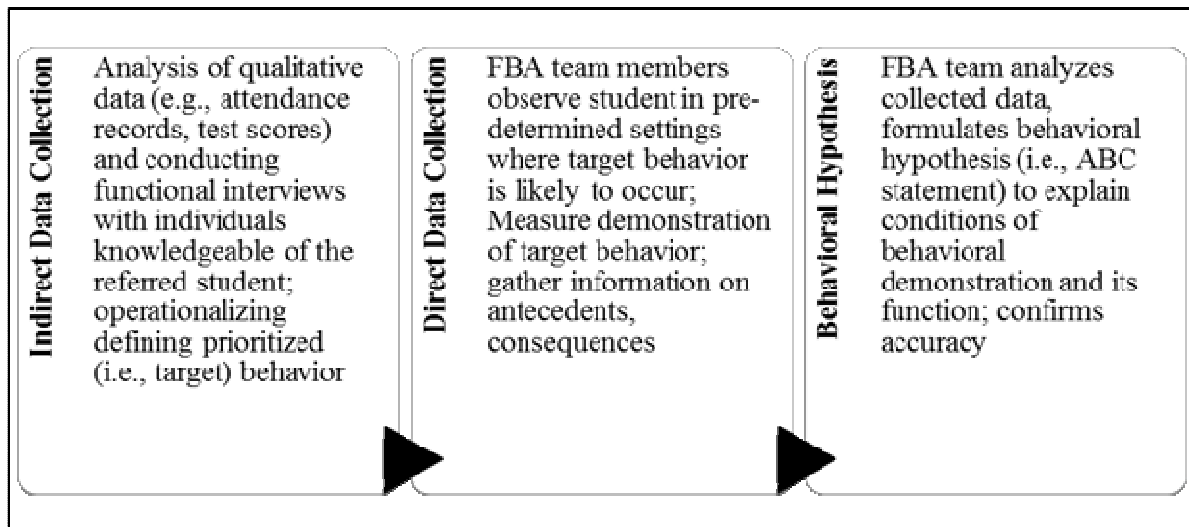 Indirect Data Collection
Analysis of qualitative
data (e.g., attendance
records, test scores)
and conducting
functional interviews
with individuals
knowledgeable of the
referred student;
operationalizing
defining prioritized
(i.e., target) behavior
Direct Data Collection
FBA team members
observe student in pre-
determined settings
where target behavior
is likely to occur;
Measure demonstration
of target behavior;
gather information on
antecedents,
consequences
Behavioral Hypothesis
FBA team analyzes
collected data,
formulates behavioral
hypothesis (i.e., ABC
statement) to explain
conditions of
behavioral
demonstration and its
function; confirms
accuracy